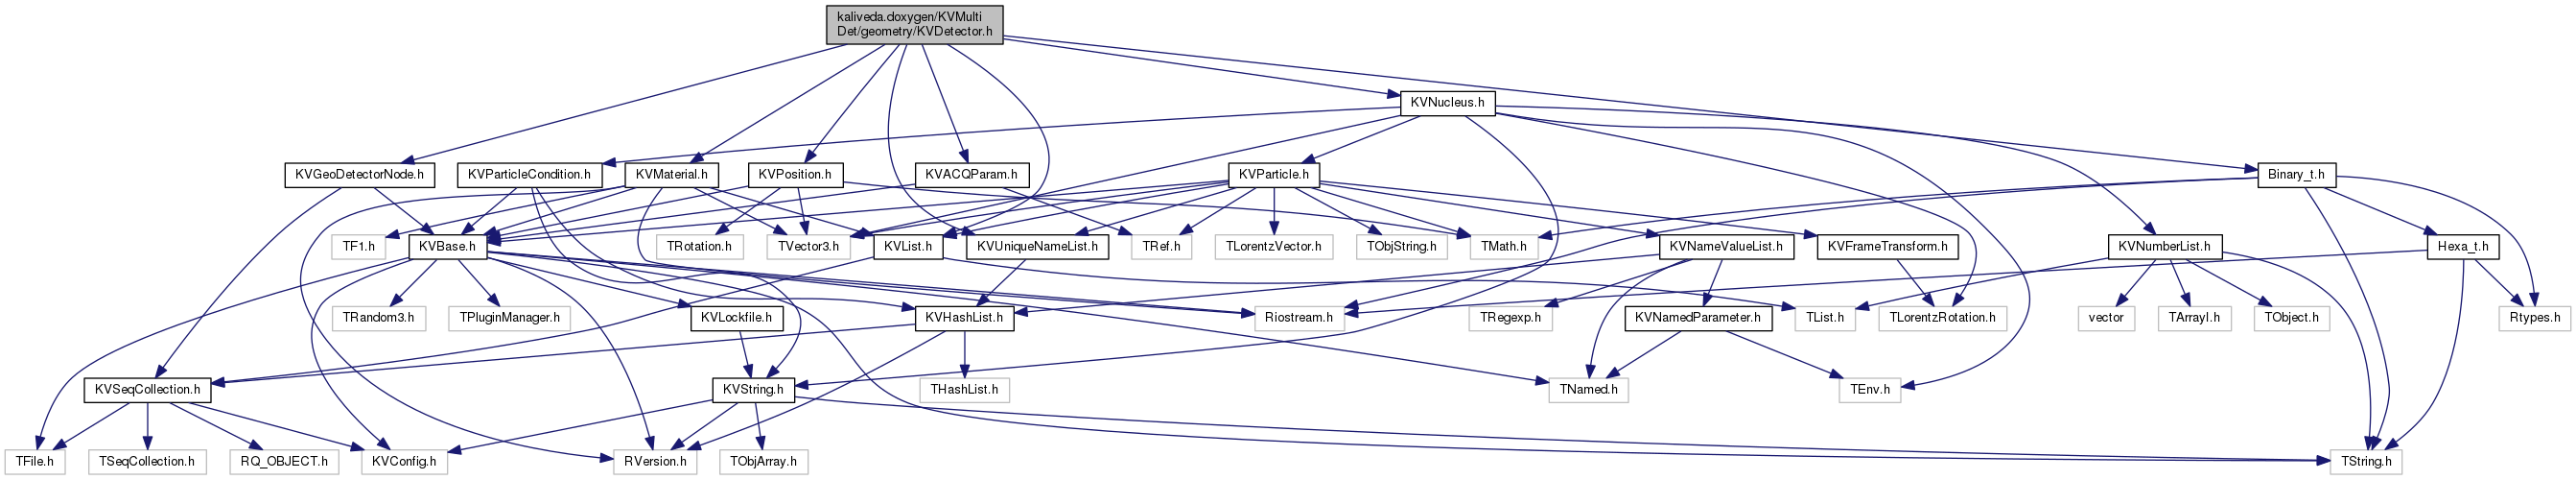 kaliveda.doxygen/KVMulti
Det/geometry/KVDetector.h
KVNucleus.h
KVGeoDetectorNode.h
KVParticleCondition.h
KVMaterial.h
KVPosition.h
KVACQParam.h
KVParticle.h
Binary_t.h
TF1.h
KVBase.h
TRotation.h
TVector3.h
KVList.h
KVUniqueNameList.h
TRef.h
TLorentzVector.h
TObjString.h
TMath.h
KVNameValueList.h
KVFrameTransform.h
KVNumberList.h
Hexa_t.h
TRandom3.h
TPluginManager.h
KVLockfile.h
KVHashList.h
Riostream.h
TRegexp.h
KVNamedParameter.h
TList.h
TLorentzRotation.h
vector
TArrayI.h
TObject.h
Rtypes.h
KVSeqCollection.h
KVString.h
THashList.h
TNamed.h
TEnv.h
TFile.h
TSeqCollection.h
RQ_OBJECT.h
KVConfig.h
RVersion.h
TObjArray.h
TString.h